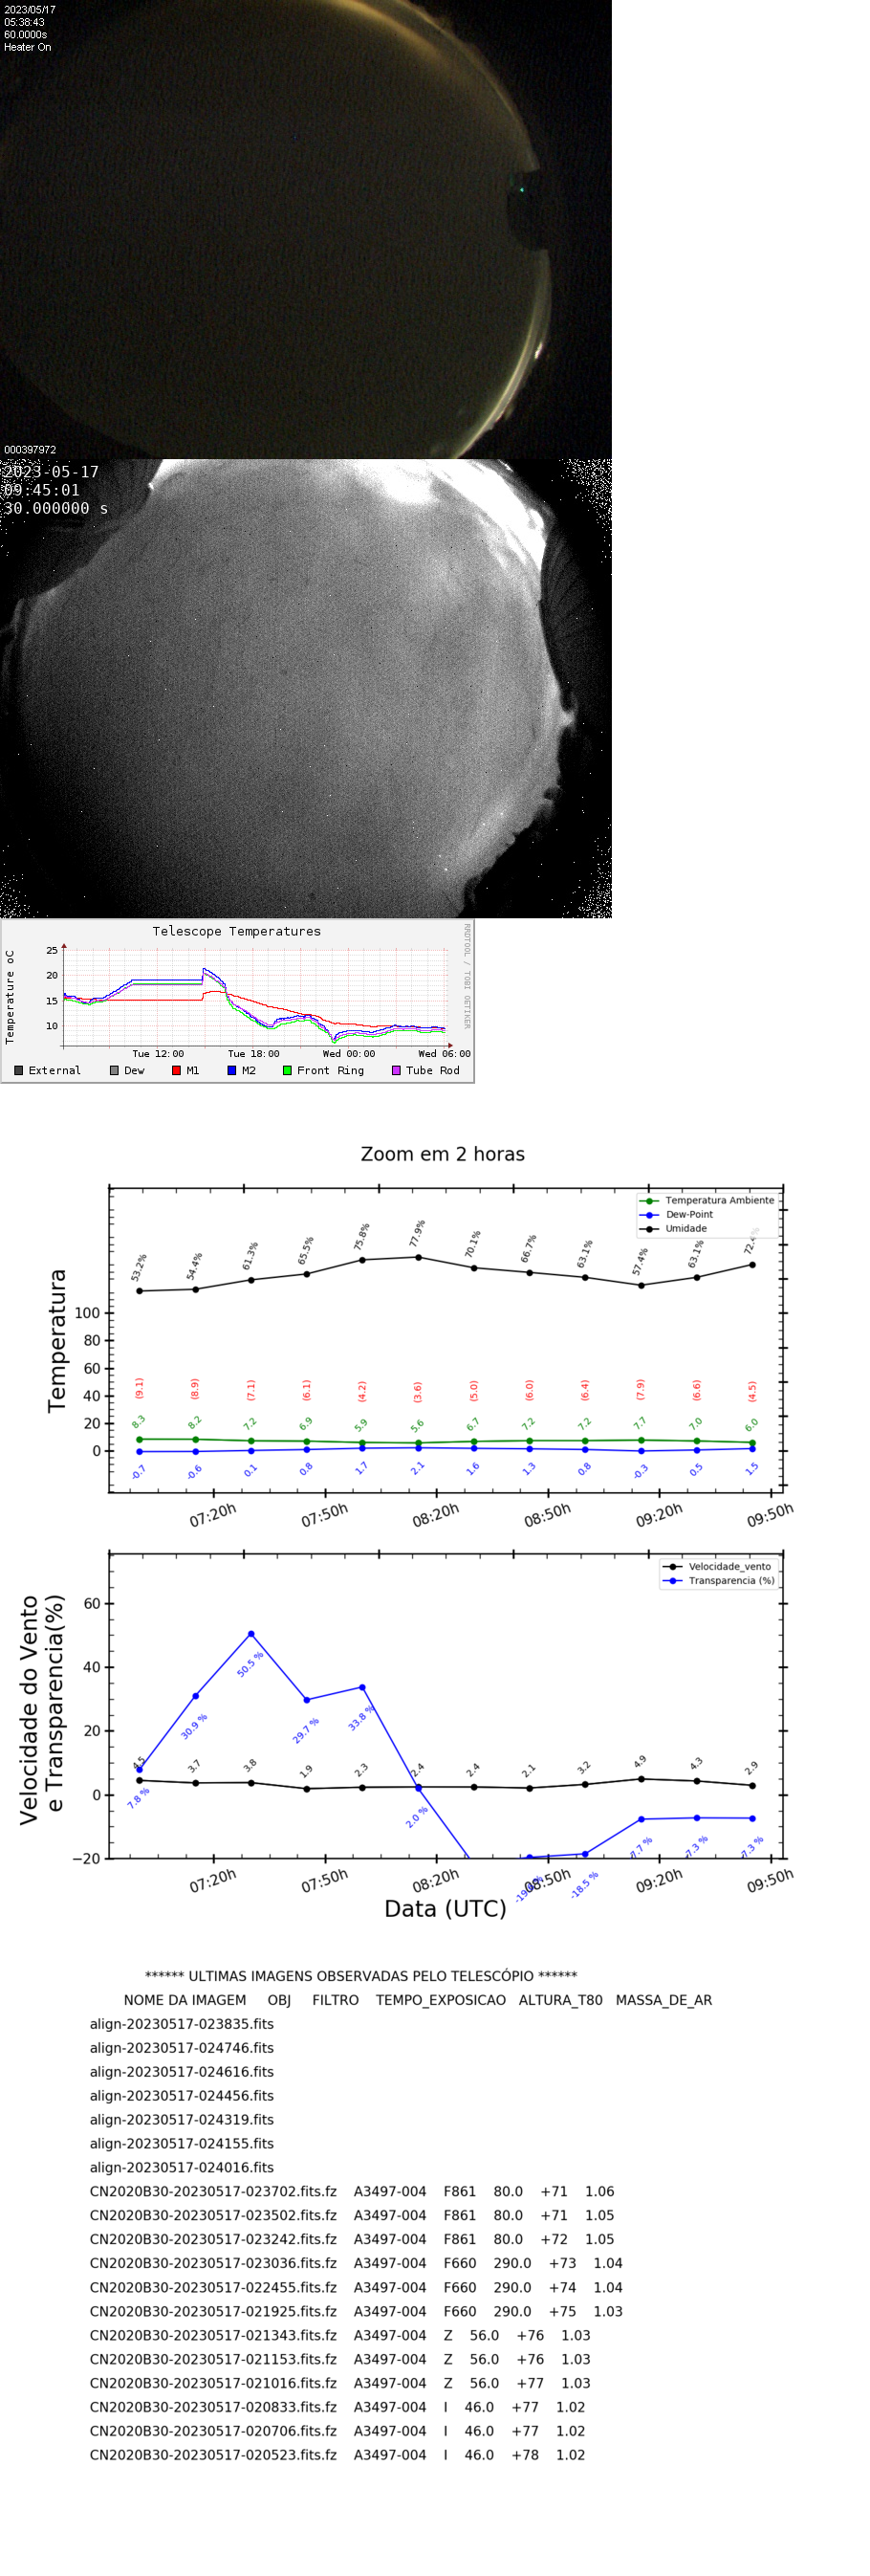 2023/05/17
05:38:43
60.0000s
Heater On
000397972
2023-05-17
09:45:01
30.000000 s
Telescope Temperatures
RRDTOOL / TOBI OETIKER
Temperature oC
25
20
15
10
Tue 12:00 Tue 18:00 Wed 00:00 Wed 06:00
External Dew M1 M2 Front Ring Tube Rod
Zoom em 2 horas
Temperatura Ambiente
Dew-Point
Umidade
Temperatura
53.2% 54.4% 61.3% 65.5% 75.8% 77.9% 70.1% 66.7% 63.1% 57.4% 63.1%
100
80
60
40
20
0
(9.1) (8.9) (7.1) (6.1) (4.2) (3.6) (5.0) (6.0) (6.4) (7.9) (6.6) (4.5)
8.3 8.2 7.2 6.9 5.9 5.6 6.7 7.2 7.2 7.7 7.0 6.0
-0.7 -0.6 0.1 0.8 1.7 2.1 1.6 1.3 0.8 -0.3 0.5 1.5
07:20h 07:50h 08:20h 08:50h 09:20h 09:50h
Velocidade_vento
Transparencia (%)
Velocidade do Vento
e Transparencia(%)
60
40
20
0
−20
4.5 3.7 3.8 1.9 2.3 2.4 2.4 2.1 3.2 4.9 4.3 2.9
7.8 % 30.9 % 50.5 % 29.7 % 33.8 % 2.0 % -18.5 % -7.7 % -7.3 % -7.3 %
07:20h 07:50h 08:20h 08:50h 09:20h 09:50h
Data (UTC)
****** ULTIMAS IMAGENS OBSERVADAS PELO TELESCÓPIO ******
NOME DA IMAGEM OBJ FILTRO TEMPO_EXPOSICAO ALTURA_T80 MASSA_DE_AR
align-20230517-023835.fits
align-20230517-024746.fits
align-20230517-024616.fits
align-20230517-024456.fits
align-20230517-024319.fits
align-20230517-024155.fits
align-20230517-024016.fits
CN2020B30-20230517-023702.fits.fz A3497-004 F861 80.0 +71 1.06
CN2020B30-20230517-023502.fits.fz A3497-004 F861 80.0 +71 1.05
CN2020B30-20230517-023242.fits.fz A3497-004 F861 80.0 +72 1.05
CN2020B30-20230517-023036.fits.fz A3497-004 F660 290.0 +73 1.04
CN2020B30-20230517-022455.fits.fz A3497-004 F660 290.0 +74 1.04
CN2020B30-20230517-021925.fits.fz A3497-004 F660 290.0 +75 1.03
CN2020B30-20230517-021343.fits.fz A3497-004 Z 56.0 +76 1.03
CN2020B30-20230517-021153.fits.fz A3497-004 Z 56.0 +76 1.03
CN2020B30-20230517-021016.fits.fz A3497-004 Z 56.0 +77 1.03
CN2020B30-20230517-020833.fits.fz A3497-004 I 46.0 +77 1.02
CN2020B30-20230517-020706.fits.fz A3497-004 I 46.0 +77 1.02
CN2020B30-20230517-020523.fits.fz A3497-004 I 46.0 +78 1.02